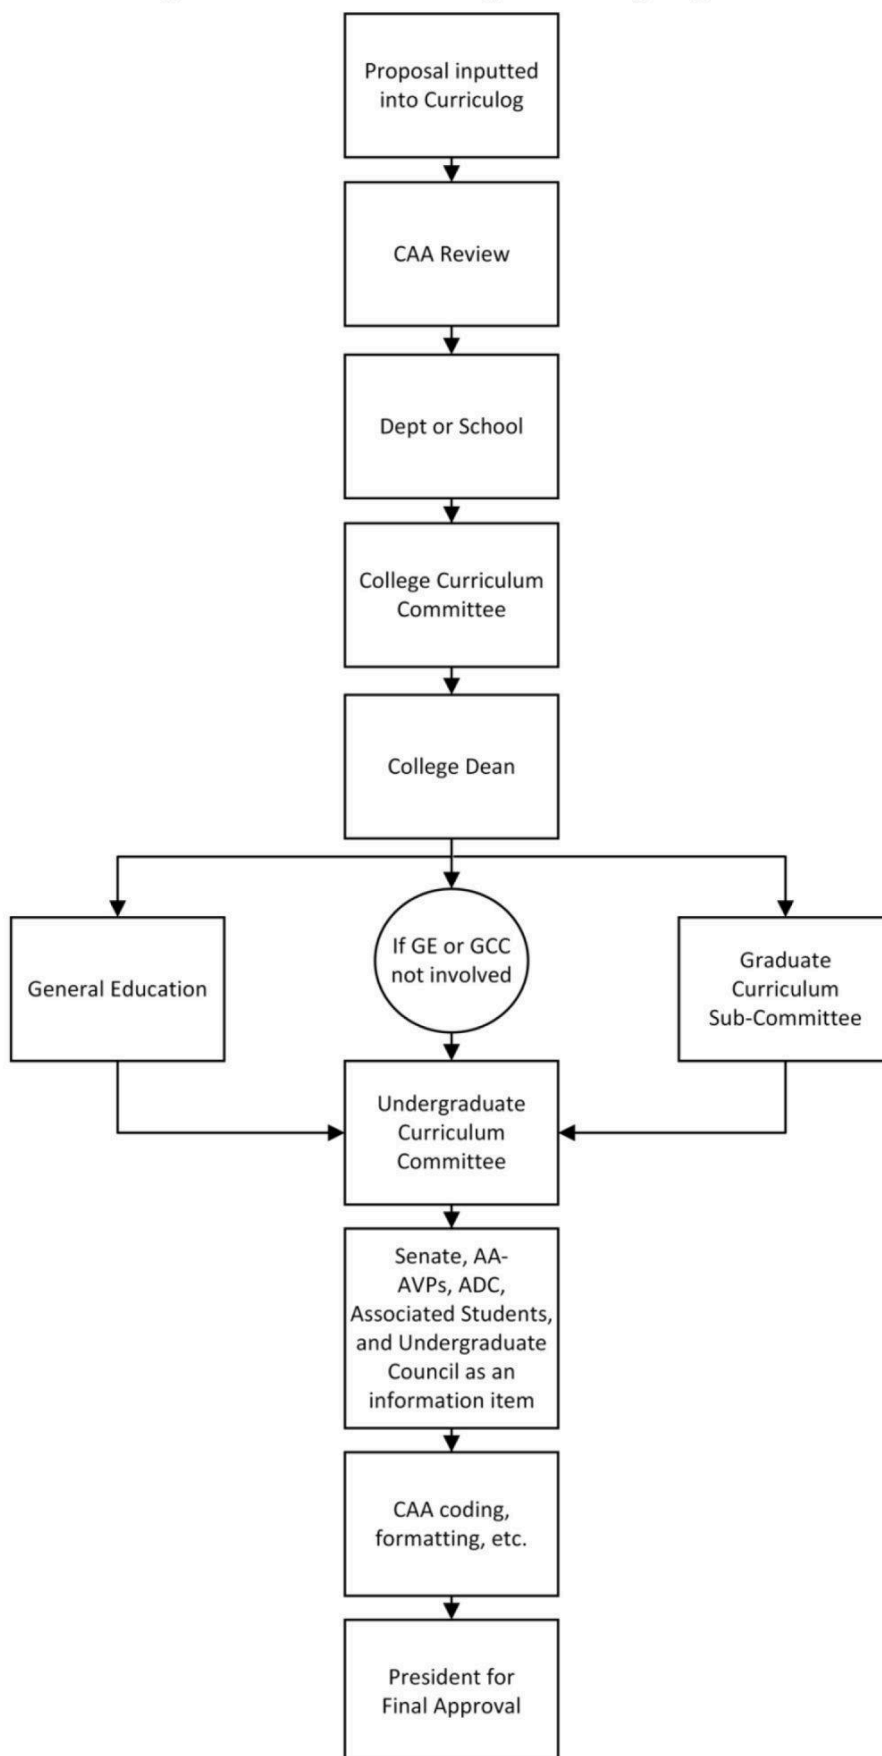 Proposal inputted
into Curriculog
CAA Review
Dept or School
College Curriculum
Committee
College Dean
General Education
If GE or GCC
not involved
Graduate
Curriculum
Sub-Committee
Undergraduate
Curriculum
Committee
Senate, AA-
AVPs, ADC,
Associated Students,
and Undergraduate
Council as an
information item
CAA coding,
formatting, etc.
President for
Final Approval